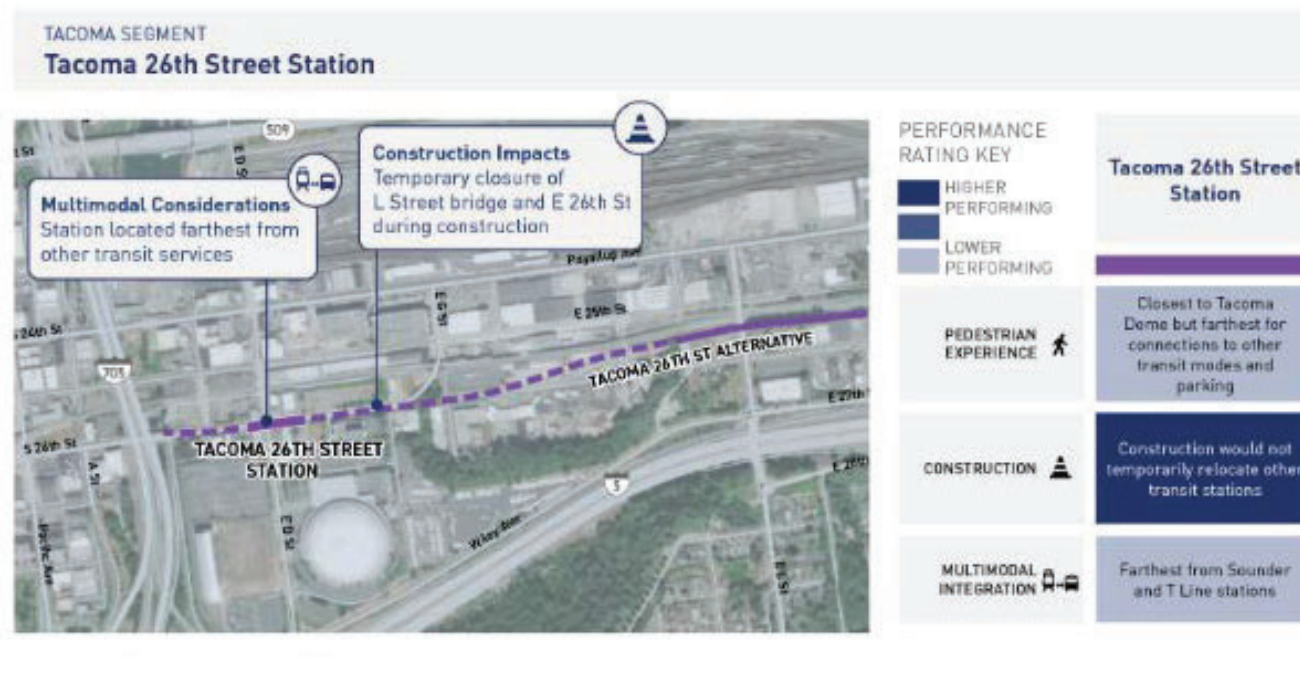 TACOMA SEGMENT
Tacoma 26th Street Station
509
E D S
Construction Impacts
Temporary closure of
L Street bridge and E 26th St
during construction
Multimodal Considerations
Station located farthest from
other transit services
Puyallup Ave
E G St
E 25th St
S 24th St
705
TACOMA 26TH ST ALTERNATIVE
E 27th
S 26th St
TACOMA 26TH STREET
STATION
A St
E 28th
5
E D St
Wiley Ave
Pacific Ave
E L St
PERFORMANCE
RATING KEY
HIGHER
PERFORMING
LOWER
PERFORMING
Tacoma 26th Street
Station
PEDESTRIAN
EXPERIENCE
Closest to Tacoma
Dome but farthest for
connections to other
transit modes and
parking
CONSTRUCTION
Construction would not
temporarily relocate other
transit stations
MULTIMODAL
INTEGRATION
Farthest from Sounder
and T Line stations